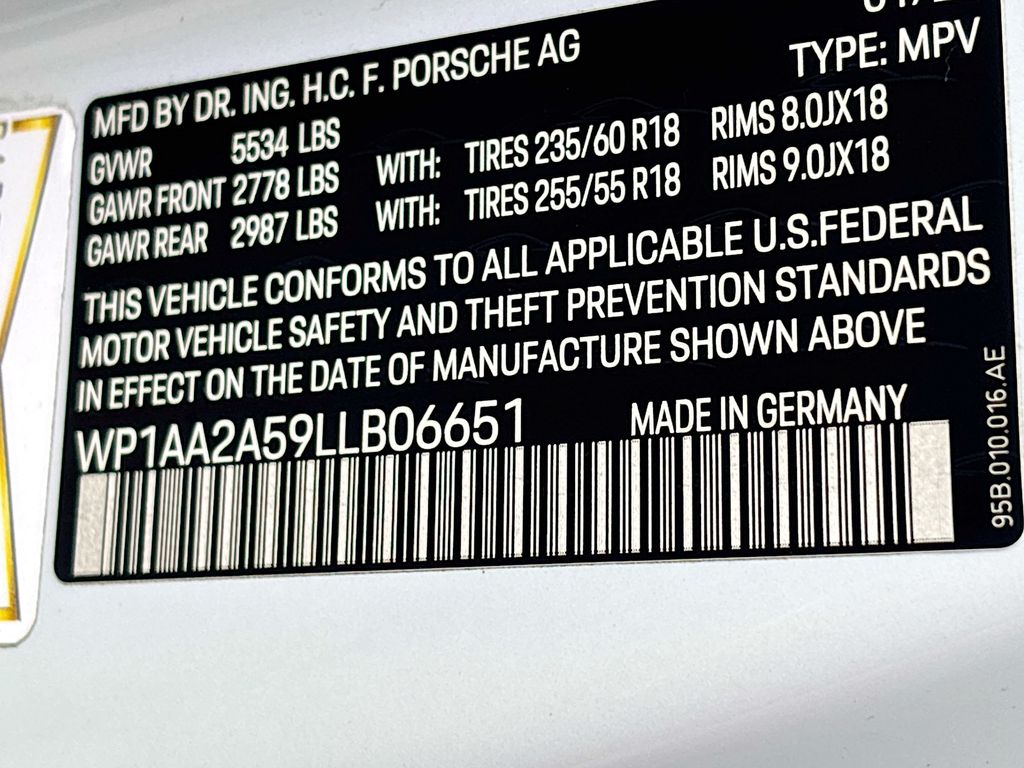 TYPE: MPV
MFD BY DR. ING. H.C. F. PORSCHE AG
GVWR 5534 LBS
GAWR FRONT 2778 LBS WITH: TIRES 235/60 R18 RIMS 8.0JX18
GAWR REAR 2987 LBS WITH: TIRES 255/55 R18 RIMS 9.0JX18
THIS VEHICLE CONFORMS TO ALL APPLICABLE U.S.FEDERAL
MOTOR VEHICLE SAFETY AND THEFT PREVENTION STANDARDS
IN EFFECT ON THE DATE OF MANUFACTURE SHOWN ABOVE
WP1AA2A59LLB06651 MADE IN GERMANY
95B.010.016.AE